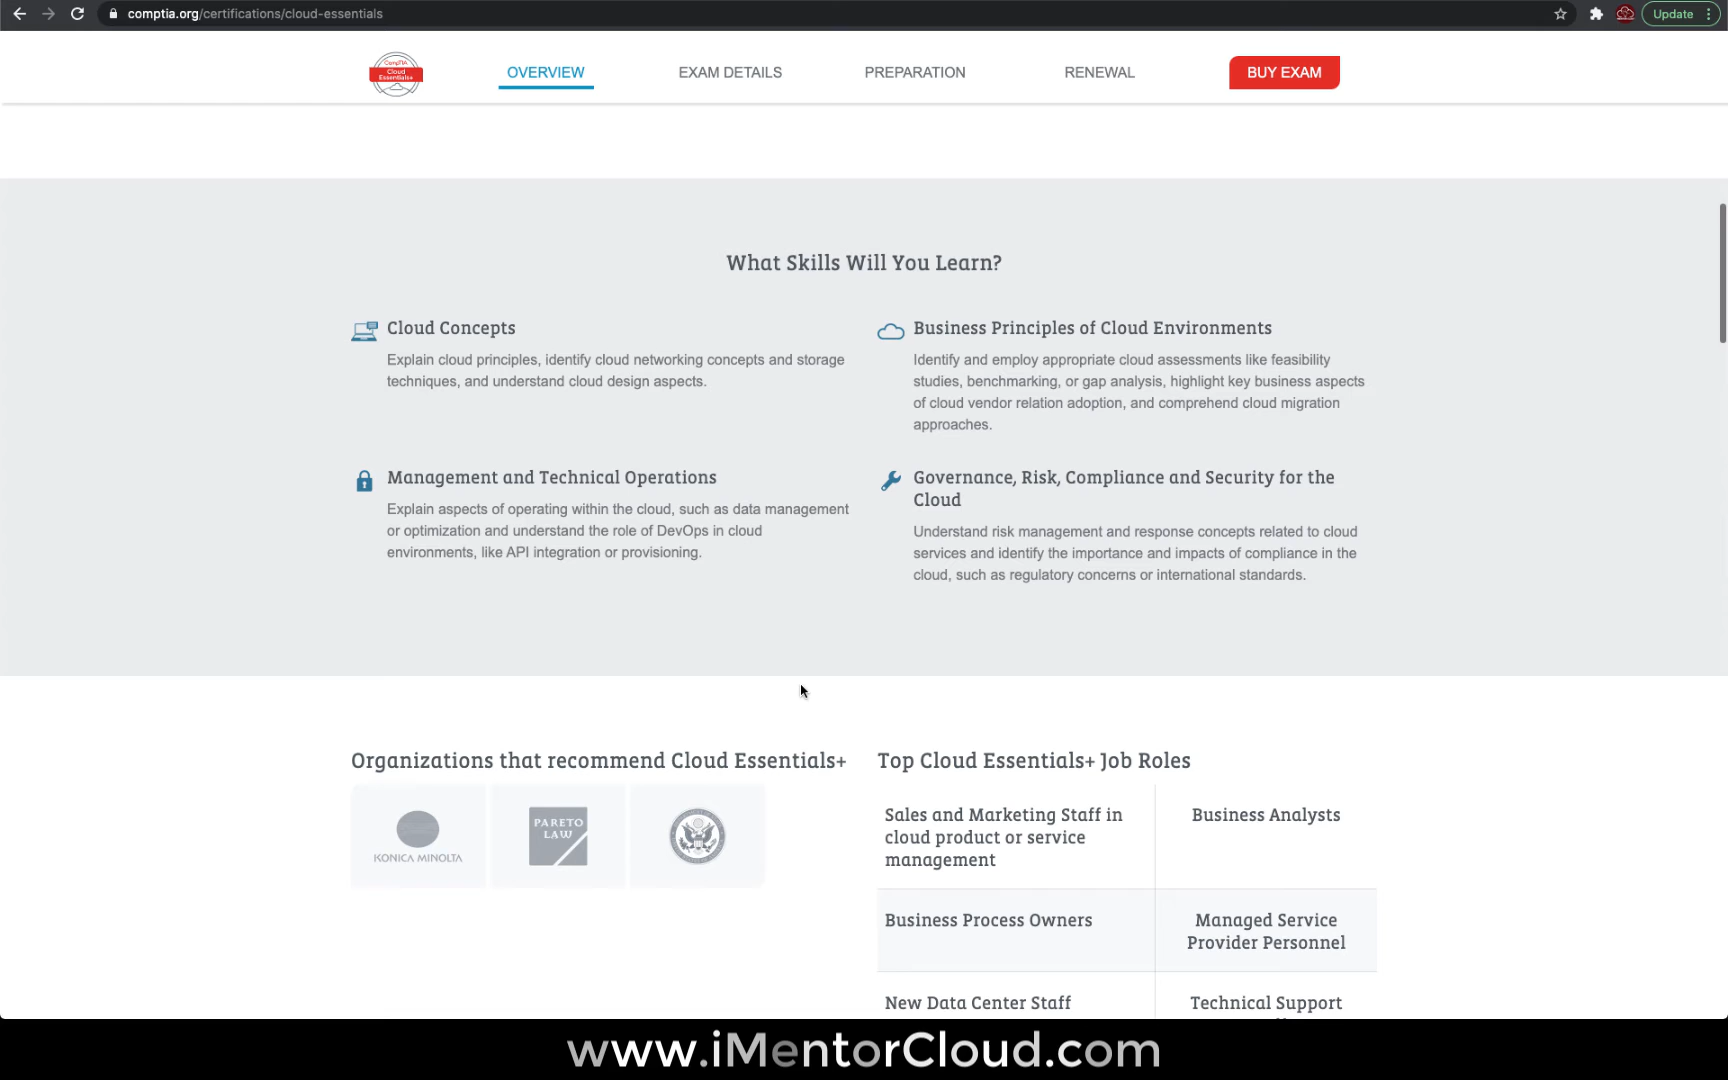 comptia.org/certifications/cloud-essentials
Update
CompTIA
Cloud
Essentials+
OVERVIEW
EXAM DETAILS
PREPARATION
RENEWAL
BUY EXAM
What Skills Will You Learn?
Cloud Concepts
Explain cloud principles, identify cloud networking concepts and storage
techniques, and understand cloud design aspects.
Business Principles of Cloud Environments
Identify and employ appropriate cloud assessments like feasibility
studies, benchmarking, or gap analysis, highlight key business aspects
of cloud vendor relation adoption, and comprehend cloud migration
approaches.
Management and Technical Operations
Explain aspects of operating within the cloud, such as data management
or optimization and understand the role of DevOps in cloud
environments, like API integration or provisioning.
Governance, Risk, Compliance and Security for the
Cloud
Understand risk management and response concepts related to cloud
services and identify the importance and impacts of compliance in the
cloud, such as regulatory concerns or international standards.
Organizations that recommend Cloud Essentials+
KONICA MINOLTA
PARETO
LAW
Top Cloud Essentials+ Job Roles
Sales and Marketing Staff in
cloud product or service
management
Business Analysts
Business Process Owners
Managed Service
Provider Personnel
New Data Center Staff
Technical Support
www.iMentorCloud.com